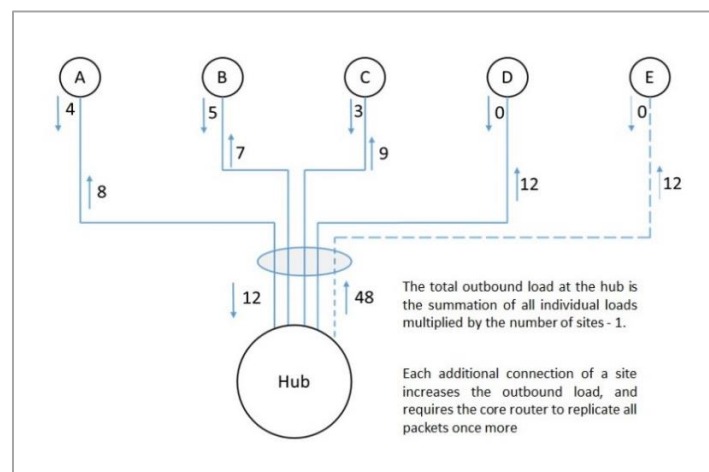 A B C D E
4 5 3 0 0
7 9
8 12 12
12 48
The total outbound load at the hub is
the summation of all individual loads
multiplied by the number of sites - 1.
Hub
Each additional connection of a site
increases the outbound load, and
requires the core router to replicate all
packets once more